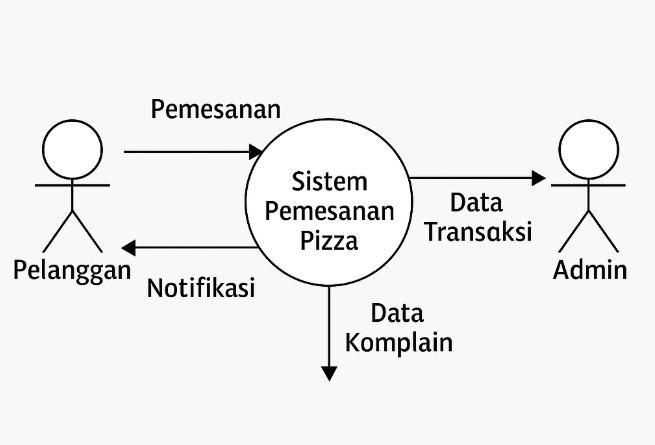 Pemesanan
Sistem
Pemesanan
Pizza
Data
Transaksi
Pelanggan
Notifikasi
Admin
Data
Komplain